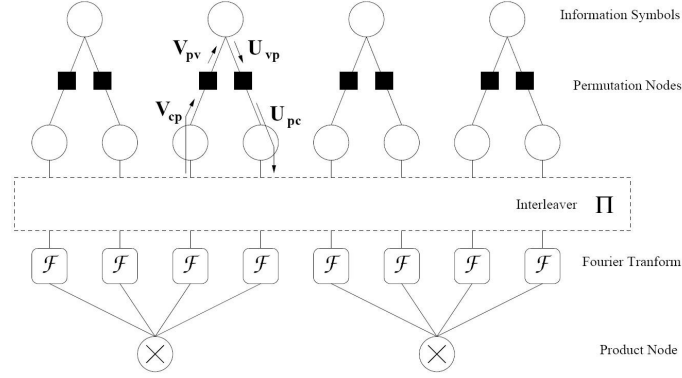 Information Symbols
V_pv U_vp
Permutation Nodes
V_cp U_pc
Interleaver Π
ℱ ℱ ℱ ℱ ℱ ℱ ℱ ℱ Fourier Tranform
Product Node